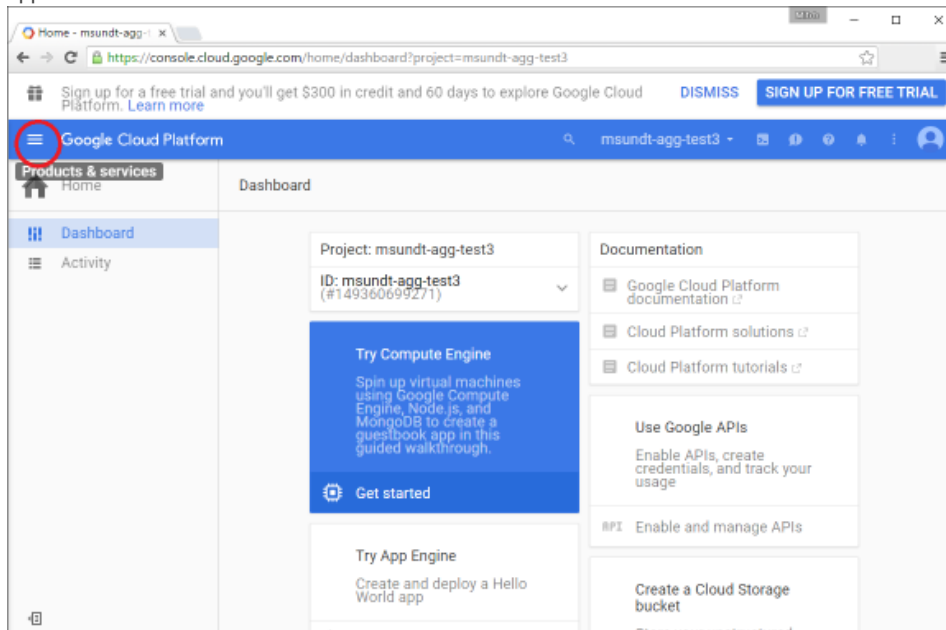 Mitch
Home - msundt-agg-t
https://console.cloud.google.com/home/dashboard?project=msundt-agg-test3
Sign up for a free trial and you'll get $300 in credit and 60 days to explore Google Cloud
Platform. Learn more
DISMISS
SIGN UP FOR FREE TRIAL
Google Cloud Platform
msundt-agg-test3
Products & services
Home
Dashboard
Dashboard
Activity
Project: msundt-agg-test3
ID: msundt-agg-test3
(#149360699271)
Try Compute Engine
Spin up virtual machines
using Google Compute
Engine, Node.js, and
MongoDB to create a
guestbook app in this
guided walkthrough.
Get started
Try App Engine
Create and deploy a Hello
World app
Documentation
Google Cloud Platform
documentation
Cloud Platform solutions
Cloud Platform tutorials
Use Google APIs
Enable APIs, create
credentials, and track your
usage
API Enable and manage APIs
Create a Cloud Storage
bucket